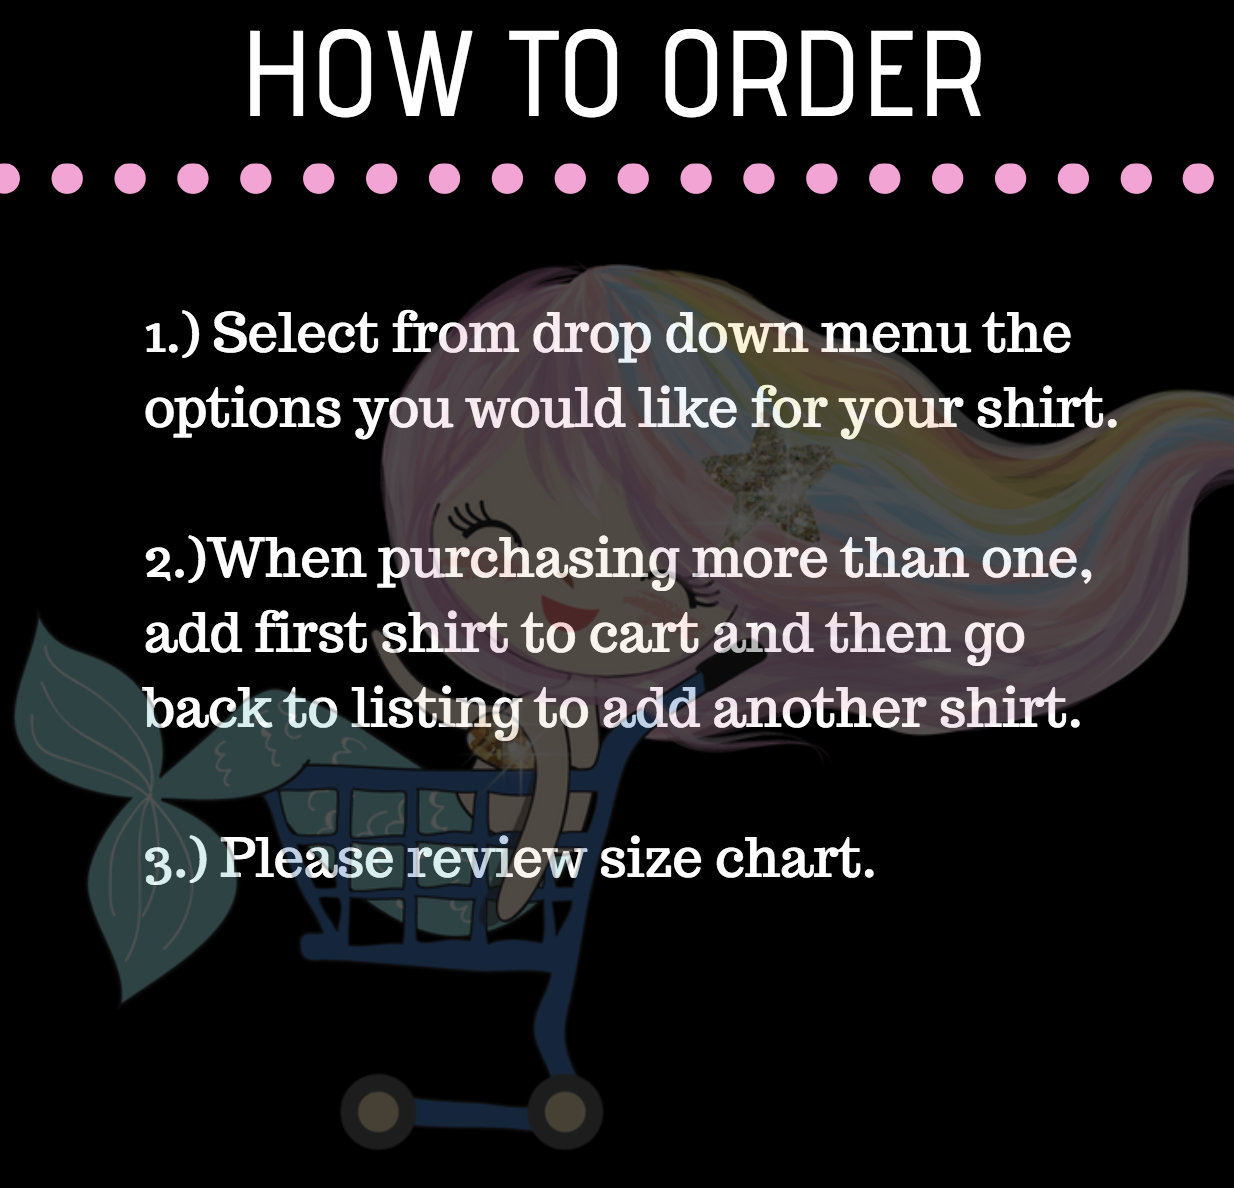 HOW TO ORDER
1.) Select from drop down menu the
options you would like for your shirt.
2.)When purchasing more than one,
add first shirt to cart and then go
back to listing to add another shirt.
3.) Please review size chart.